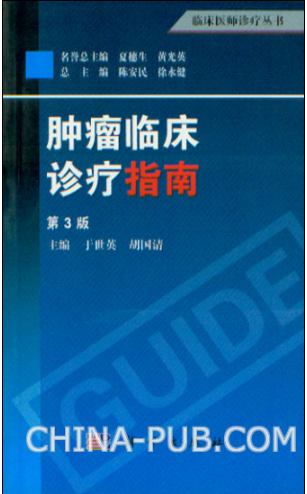 临床医师诊疗丛书
名誉总主编 夏穗生 黄光英
总 主 编 陈安民 徐永健
肿瘤临床
诊疗指南
第3版
主编 于世英 胡国清
GUIDE
CHINA-PUB.COM